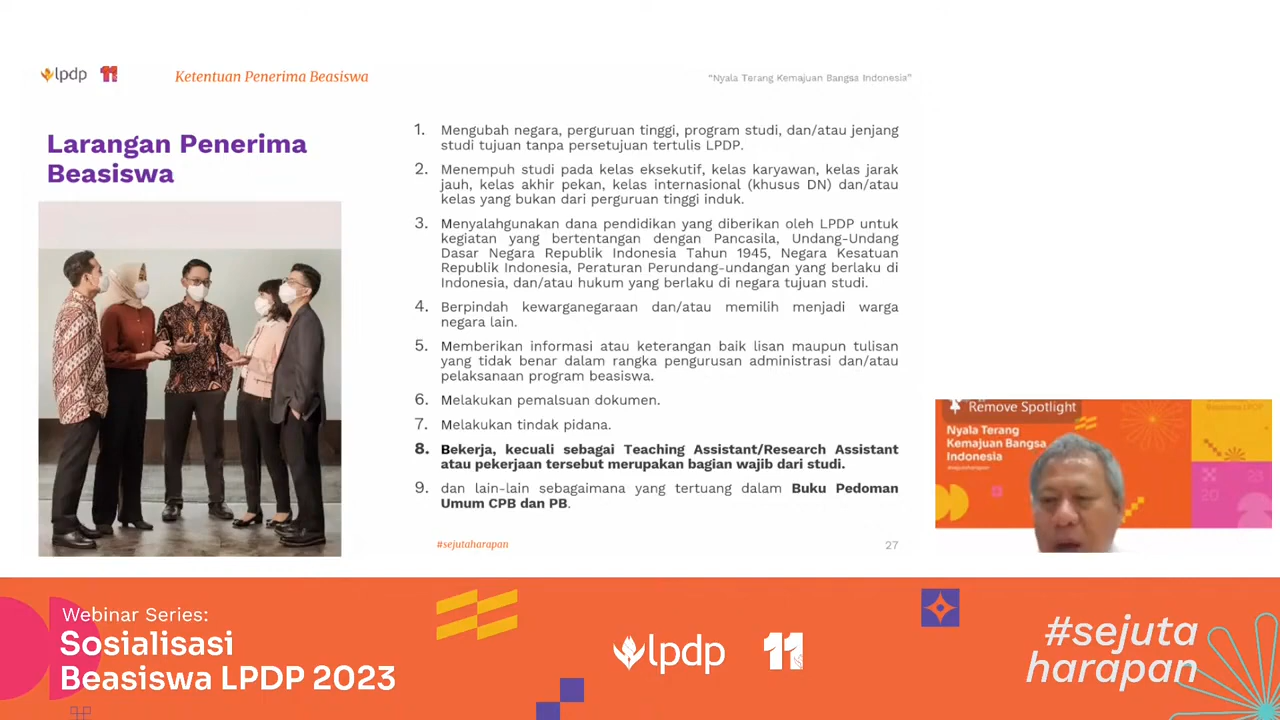 lpdp 11
Ketentuan Penerima Beasiswa
“Nyala Terang Kemajuan Bangsa Indonesia”
Larangan Penerima
Beasiswa
1. Mengubah negara, perguruan tinggi, program studi, dan/atau jenjang
studi tujuan tanpa persetujuan tertulis LPDP.
2. Menempuh studi pada kelas eksekutif, kelas karyawan, kelas jarak
jauh, kelas akhir pekan, kelas internasional (khusus DN) dan/atau
kelas yang bukan dari perguruan tinggi induk.
3. Menyalahgunakan dana pendidikan yang diberikan oleh LPDP untuk
kegiatan yang bertentangan dengan Pancasila, Undang-Undang
Dasar Negara Republik Indonesia Tahun 1945, Negara Kesatuan
Republik Indonesia, Peraturan Perundang-undangan yang berlaku di
Indonesia, dan/atau hukum yang berlaku di negara tujuan studi.
4. Berpindah kewarganegaraan dan/atau memilih menjadi warga
negara lain.
5. Memberikan informasi atau keterangan baik lisan maupun tulisan
yang tidak benar dalam rangka pengurusan administrasi dan/atau
pelaksanaan program beasiswa.
6. Melakukan pemalsuan dokumen.
7. Melakukan tindak pidana.
8. Bekerja, kecuali sebagai Teaching Assistant/Research Assistant
atau pekerjaan tersebut merupakan bagian wajib dari studi.
9. dan lain-lain sebagaimana yang tertuang dalam Buku Pedoman
Umum CPB dan PB.
#sejutaharapan
27
Remove Spotlight
Nyala Terang
Kemajuan Bangsa
Indonesia
#sejutaharapan
23
20
Webinar Series:
Sosialisasi
Beasiswa LPDP 2023
lpdp 11
#sejuta
harapan